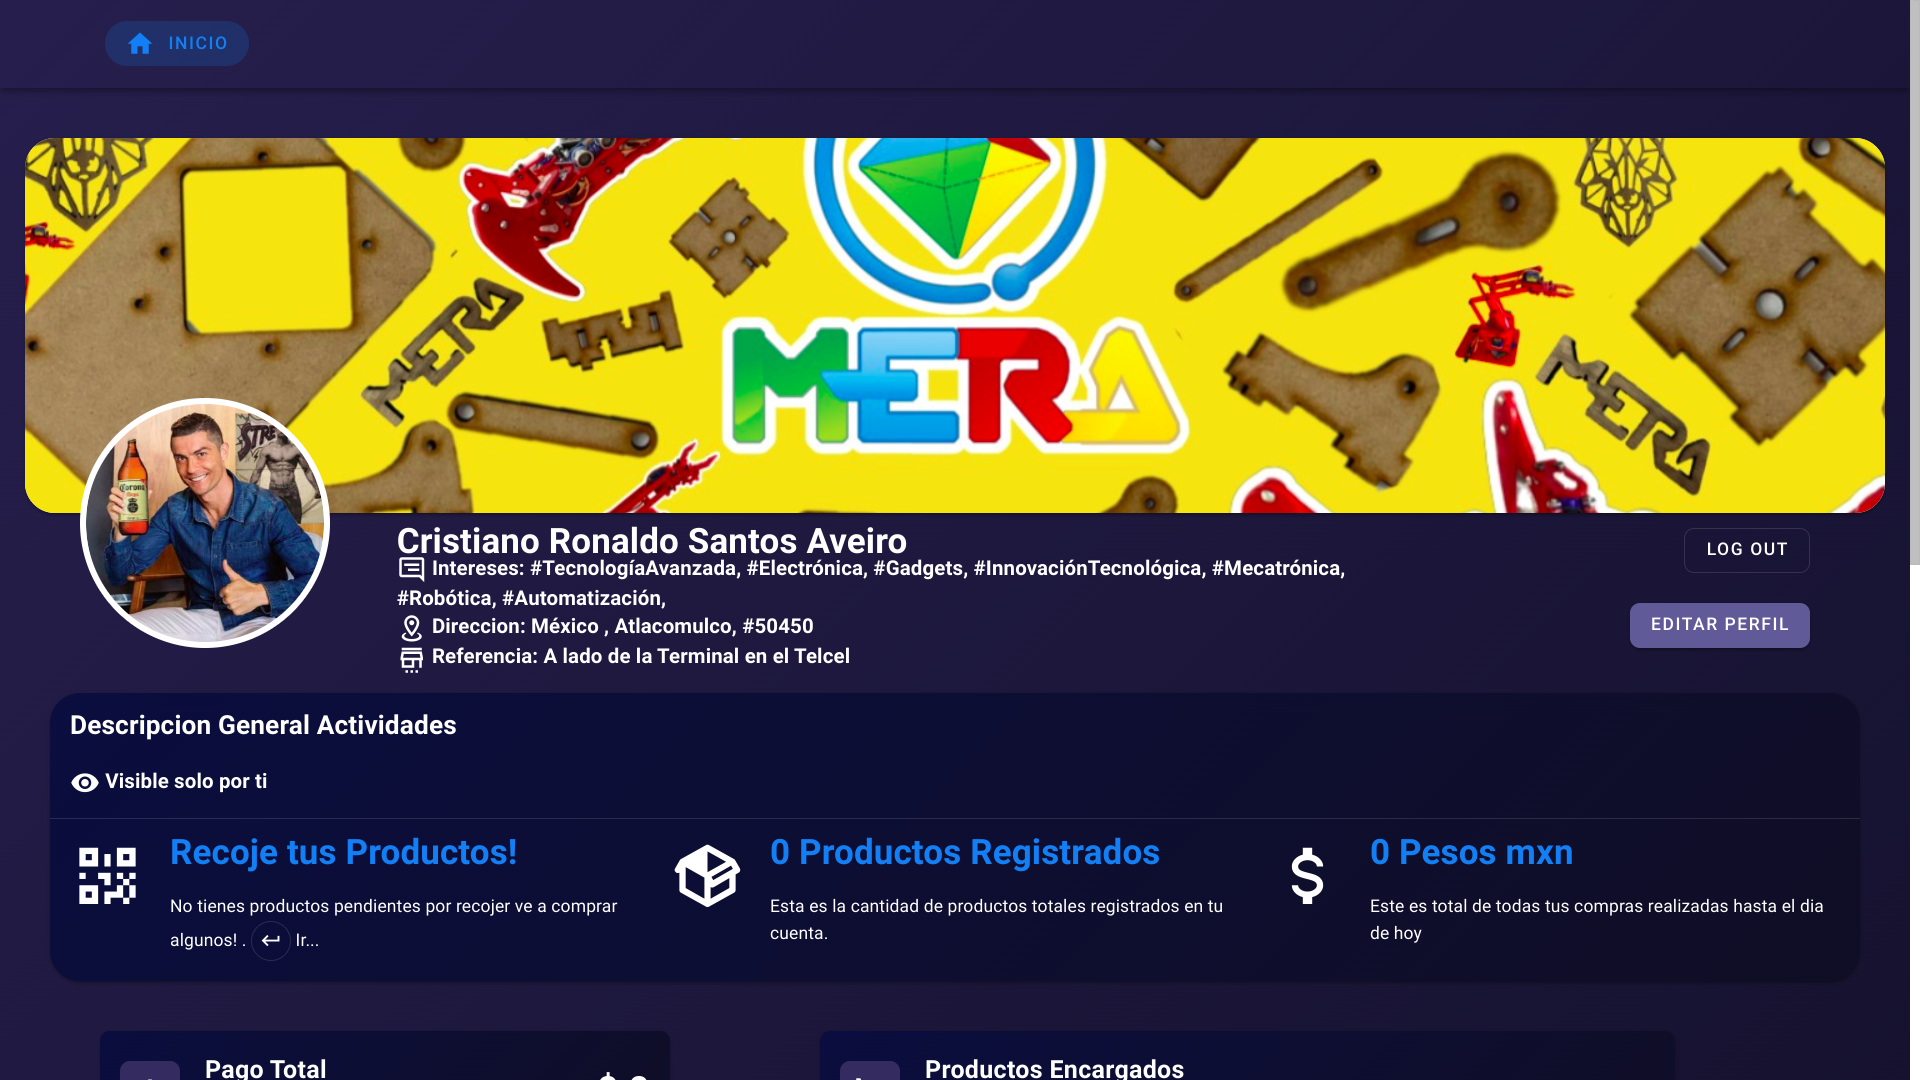 INICIO
MERA
MERA
MERA
STRE
Corona
Cristiano Ronaldo Santos Aveiro
Intereses: #TecnologíaAvanzada, #Electrónica, #Gadgets, #InnovaciónTecnológica, #Mecatrónica,
#Robótica, #Automatización,
Direccion: México , Atlacomulco, #50450
Referencia: A lado de la Terminal en el Telcel
LOG OUT
EDITAR PERFIL
Descripcion General Actividades
Visible solo por ti
Recoje tus Productos!
No tienes productos pendientes por recojer ve a comprar
algunos! . Ir...
0 Productos Registrados
Esta es la cantidad de productos totales registrados en tu
cuenta.
0 Pesos mxn
Este es total de todas tus compras realizadas hasta el dia
de hoy
Pago Total
Productos Encargados